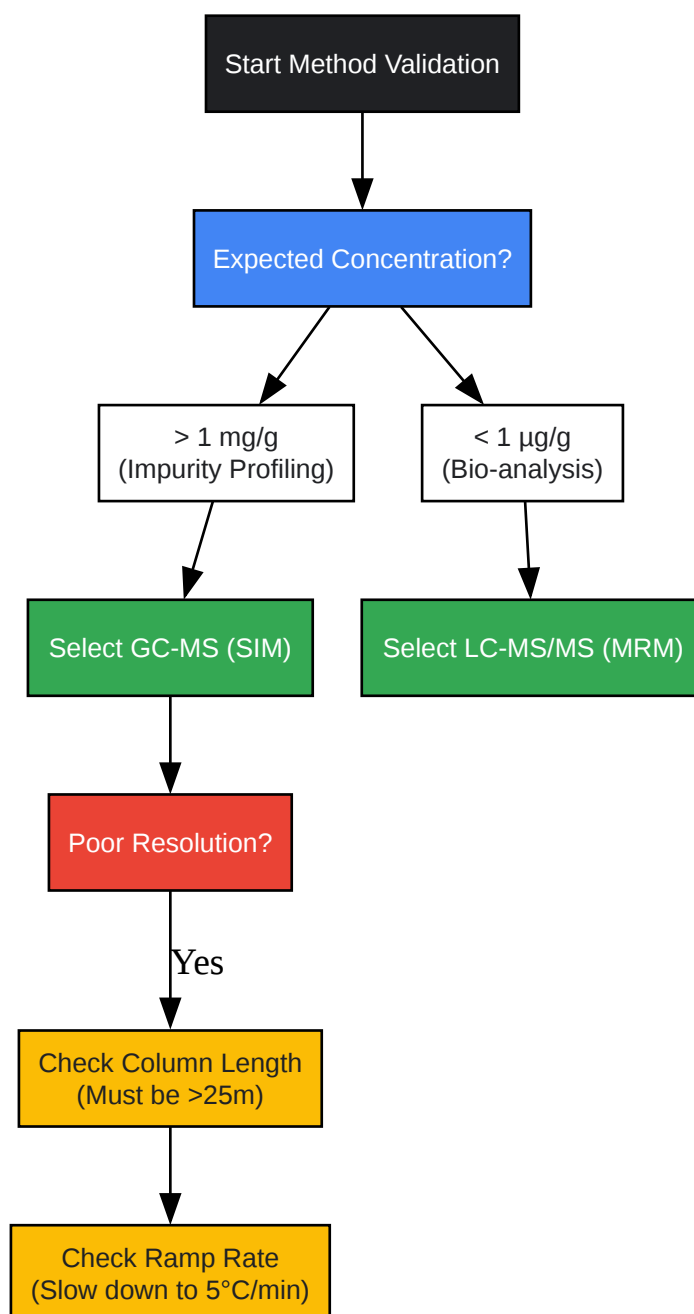 Start Method Validation
Expected Concentration?
> 1 mg/g
(Impurity Profiling)
< 1 µg/g
(Bio-analysis)
Select GC-MS (SIM)
Select LC-MS/MS (MRM)
Poor Resolution?
Yes
Check Column Length
(Must be >25m)
Check Ramp Rate
(Slow down to 5°C/min)